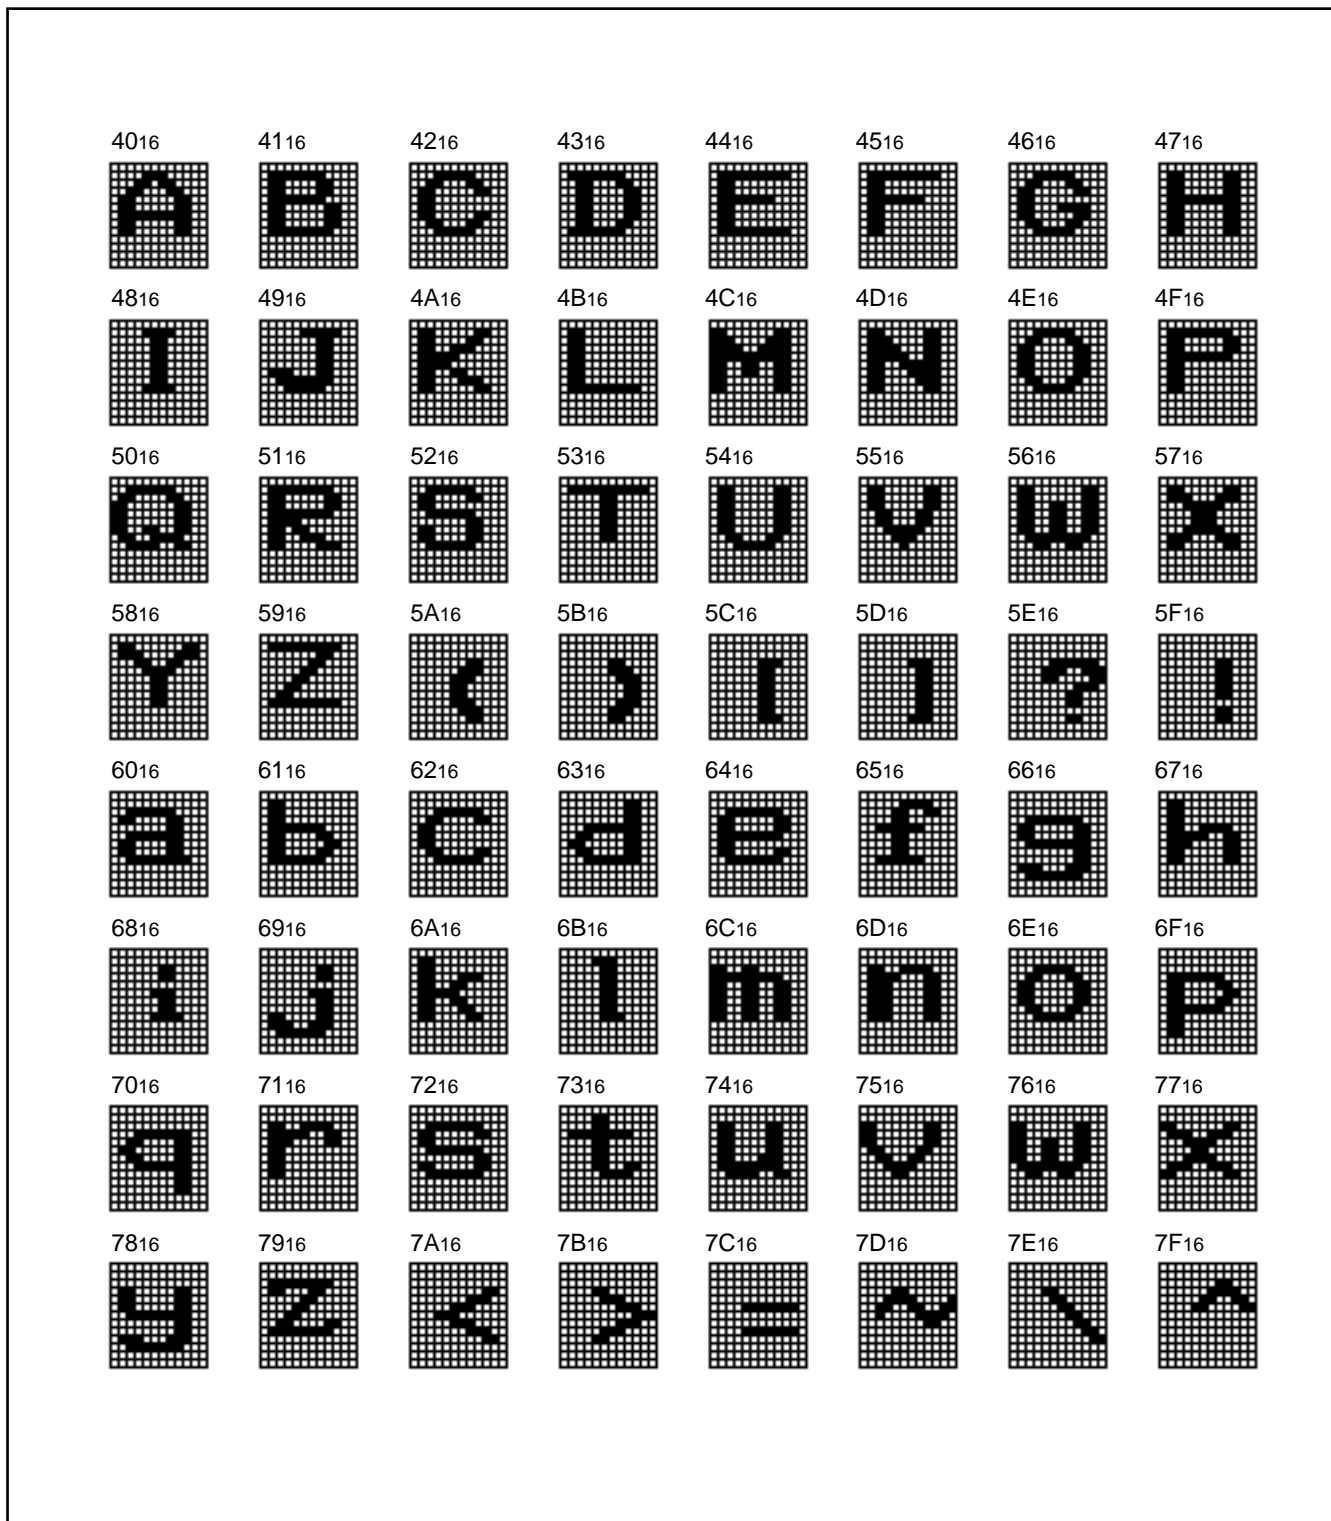 4016 4116 4216 4316 4416 4516 4616 4716
A B C D E F G H
4816 4916 4A16 4B16 4C16 4D16 4E16 4F16
I J K L M N O P
5016 5116 5216 5316 5416 5516 5616 5716
Q R S T U V W X
5816 5916 5A16 5B16 5C16 5D16 5E16 5F16
Y Z ( ) [ ] ? !
6016 6116 6216 6316 6416 6516 6616 6716
a b c d e f g h
6816 6916 6A16 6B16 6C16 6D16 6E16 6F16
i j k l m n o p
7016 7116 7216 7316 7416 7516 7616 7716
q r s t u v w x
7816 7916 7A16 7B16 7C16 7D16 7E16 7F16
y z < > = ~ \ ^